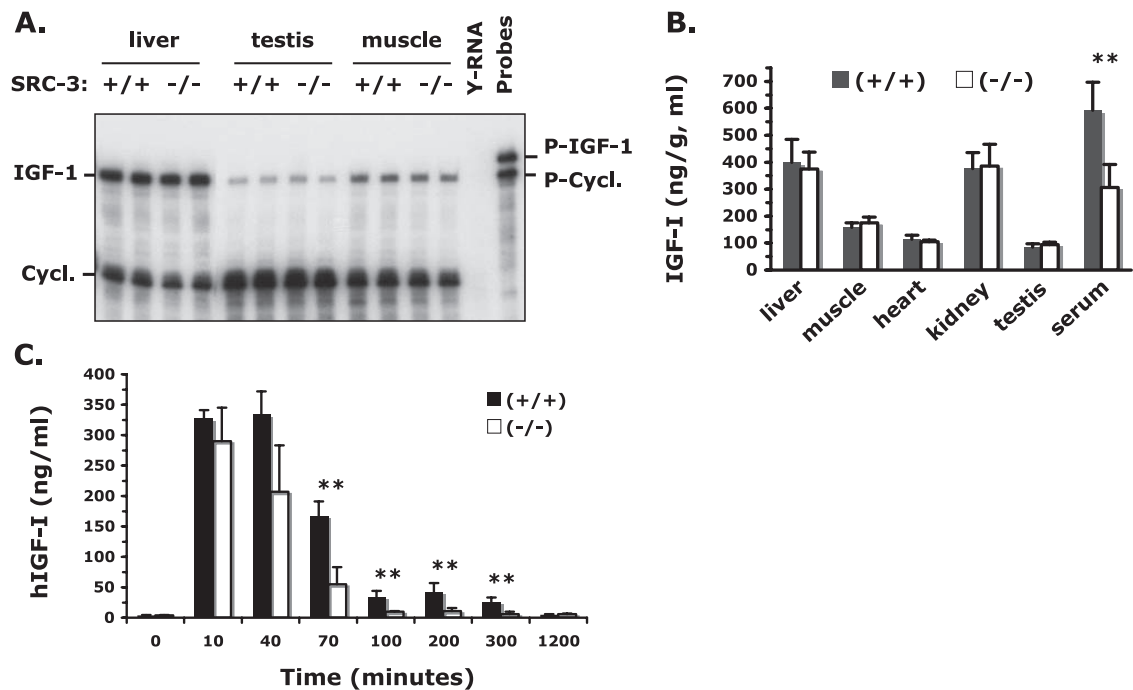 A.
liver testis muscle
SRC-3: +/+ -/- +/+ -/- +/+ -/- Y-RNA Probes
IGF-1
P-IGF-1
P-Cycl.
Cycl.
B.
**
(+/+) (-/-)
IGF-I (ng/g, ml)
700
600
500
400
300
200
100
0
liver muscle heart kidney testis serum
C.
(+/+)
(-/-)
hIGF-I (ng/ml)
400
350
300
250
200
150
100
50
0
** ** ** **
0 10 40 70 100 200 300 1200
Time (minutes)